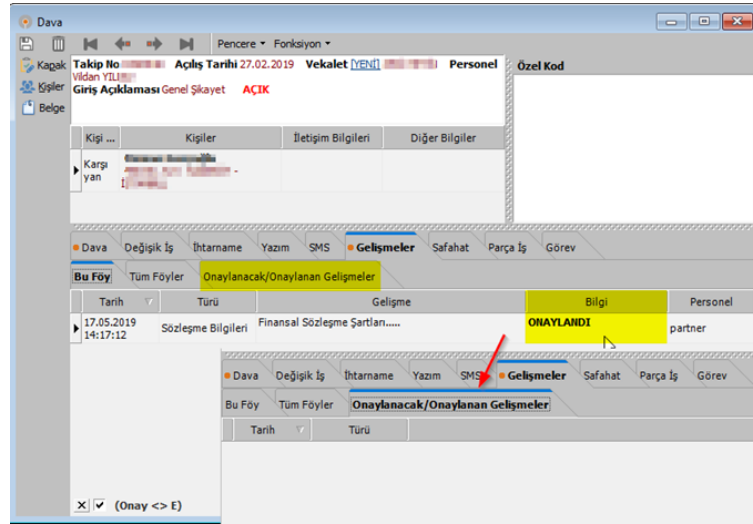 Dava
Pencere Fonksiyon
Kapak
Kişiler
Belge
Takip No Açılış Tarihi 27.02.2019 Vekalet [YENİ] Personel
Vildan
Giriş Açıklaması Genel Şikayet AÇIK
Özel Kod
Kişi ... Kişiler İletişim Bilgileri Diğer Bilgiler
Karşı
yan
Dava Değişik İş İhtarname Yazım SMS Gelişmeler Safahat Parça İş Görev
Bu Föy Tüm Föyler Onaylanacak/Onaylanan Gelişmeler
Tarih Türü Gelişme Bilgi Personel
17.05.2019
14:17:12
Sözleşme Bilgileri Finansal Sözleşme Şartları..... ONAYLANDI partner
Dava Değişik İş İhtarname Yazım SMS Gelişmeler Safahat Parça İş Görev
Bu Föy Tüm Föyler Onaylanacak/Onaylanan Gelişmeler
Tarih Türü
(Onay <> E)